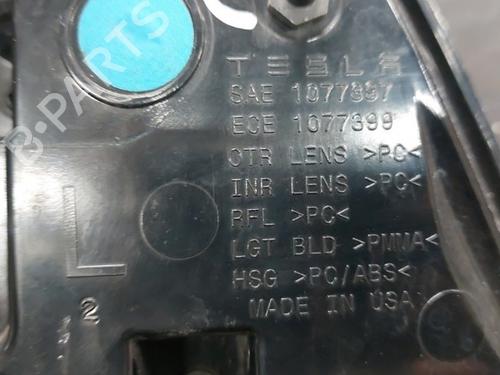 TESLA
SAE 1077397
ECE 1077399
CTR LENS >PC<
INR LENS >PC<
RFL >PC<
LGT BLD >PMMA<
HSG >PC/ABS<
MADE IN USA
L
2
B-PARTS